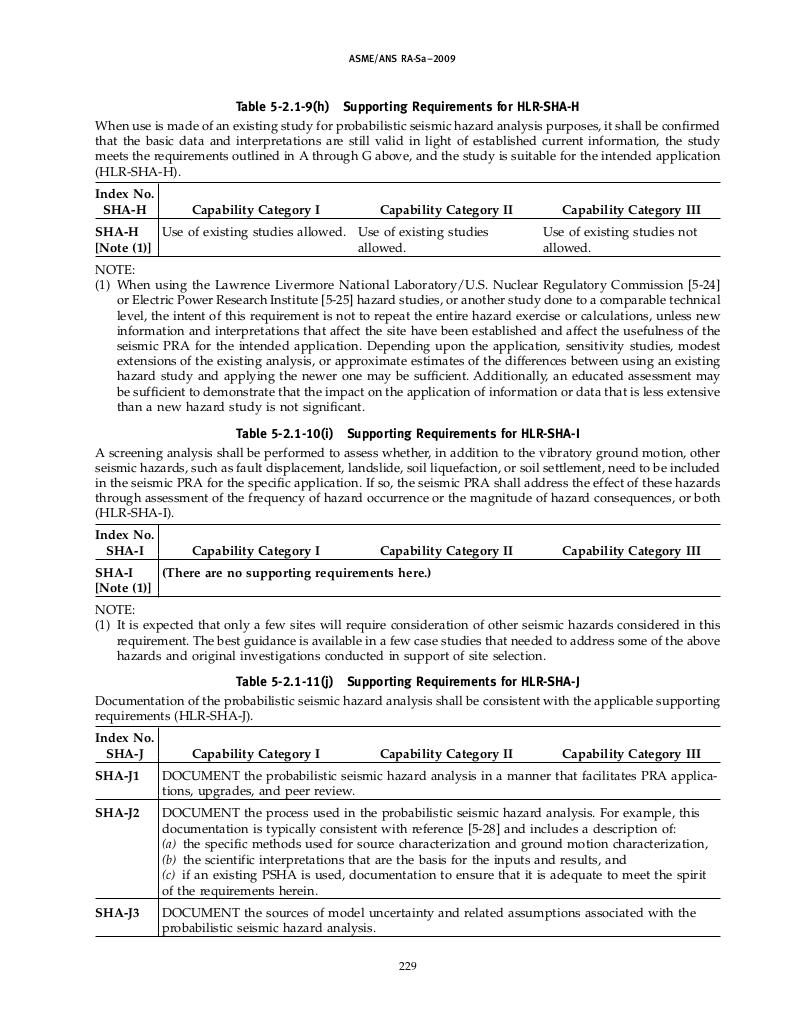 ASME/ANS RA-Sa–2009
Table 5-2.1-9(h) Supporting Requirements for HLR-SHA-H
When use is made of an existing study for probabilistic seismic hazard analysis purposes, it shall be confirmed
that the basic data and interpretations are still valid in light of established current information, the study
meets the requirements outlined in A through G above, and the study is suitable for the intended application
(HLR-SHA-H).
Index No.
SHA-H Capability Category I Capability Category II Capability Category III
SHA-H Use of existing studies allowed. Use of existing studies Use of existing studies not
[Note (1)] allowed. allowed.
NOTE:
(1) When using the Lawrence Livermore National Laboratory/U.S. Nuclear Regulatory Commission [5-24]
or Electric Power Research Institute [5-25] hazard studies, or another study done to a comparable technical
level, the intent of this requirement is not to repeat the entire hazard exercise or calculations, unless new
information and interpretations that affect the site have been established and affect the usefulness of the
seismic PRA for the intended application. Depending upon the application, sensitivity studies, modest
extensions of the existing analysis, or approximate estimates of the differences between using an existing
hazard study and applying the newer one may be sufficient. Additionally, an educated assessment may
be sufficient to demonstrate that the impact on the application of information or data that is less extensive
than a new hazard study is not significant.
Table 5-2.1-10(i) Supporting Requirements for HLR-SHA-I
A screening analysis shall be performed to assess whether, in addition to the vibratory ground motion, other
seismic hazards, such as fault displacement, landslide, soil liquefaction, or soil settlement, need to be included
in the seismic PRA for the specific application. If so, the seismic PRA shall address the effect of these hazards
through assessment of the frequency of hazard occurrence or the magnitude of hazard consequences, or both
(HLR-SHA-I).
Index No.
SHA-I Capability Category I Capability Category II Capability Category III
SHA-I (There are no supporting requirements here.)
[Note (1)]
NOTE:
(1) It is expected that only a few sites will require consideration of other seismic hazards considered in this
requirement. The best guidance is available in a few case studies that needed to address some of the above
hazards and original investigations conducted in support of site selection.
Table 5-2.1-11(j) Supporting Requirements for HLR-SHA-J
Documentation of the probabilistic seismic hazard analysis shall be consistent with the applicable supporting
requirements (HLR-SHA-J).
Index No.
SHA-J Capability Category I Capability Category II Capability Category III
SHA-J1 DOCUMENT the probabilistic seismic hazard analysis in a manner that facilitates PRA applica-
tions, upgrades, and peer review.
SHA-J2 DOCUMENT the process used in the probabilistic seismic hazard analysis. For example, this
documentation is typically consistent with reference [5-28] and includes a description of:
(a) the specific methods used for source characterization and ground motion characterization,
(b) the scientific interpretations that are the basis for the inputs and results, and
(c) if an existing PSHA is used, documentation to ensure that it is adequate to meet the spirit
of the requirements herein.
SHA-J3 DOCUMENT the sources of model uncertainty and related assumptions associated with the
probabilistic seismic hazard analysis.
229